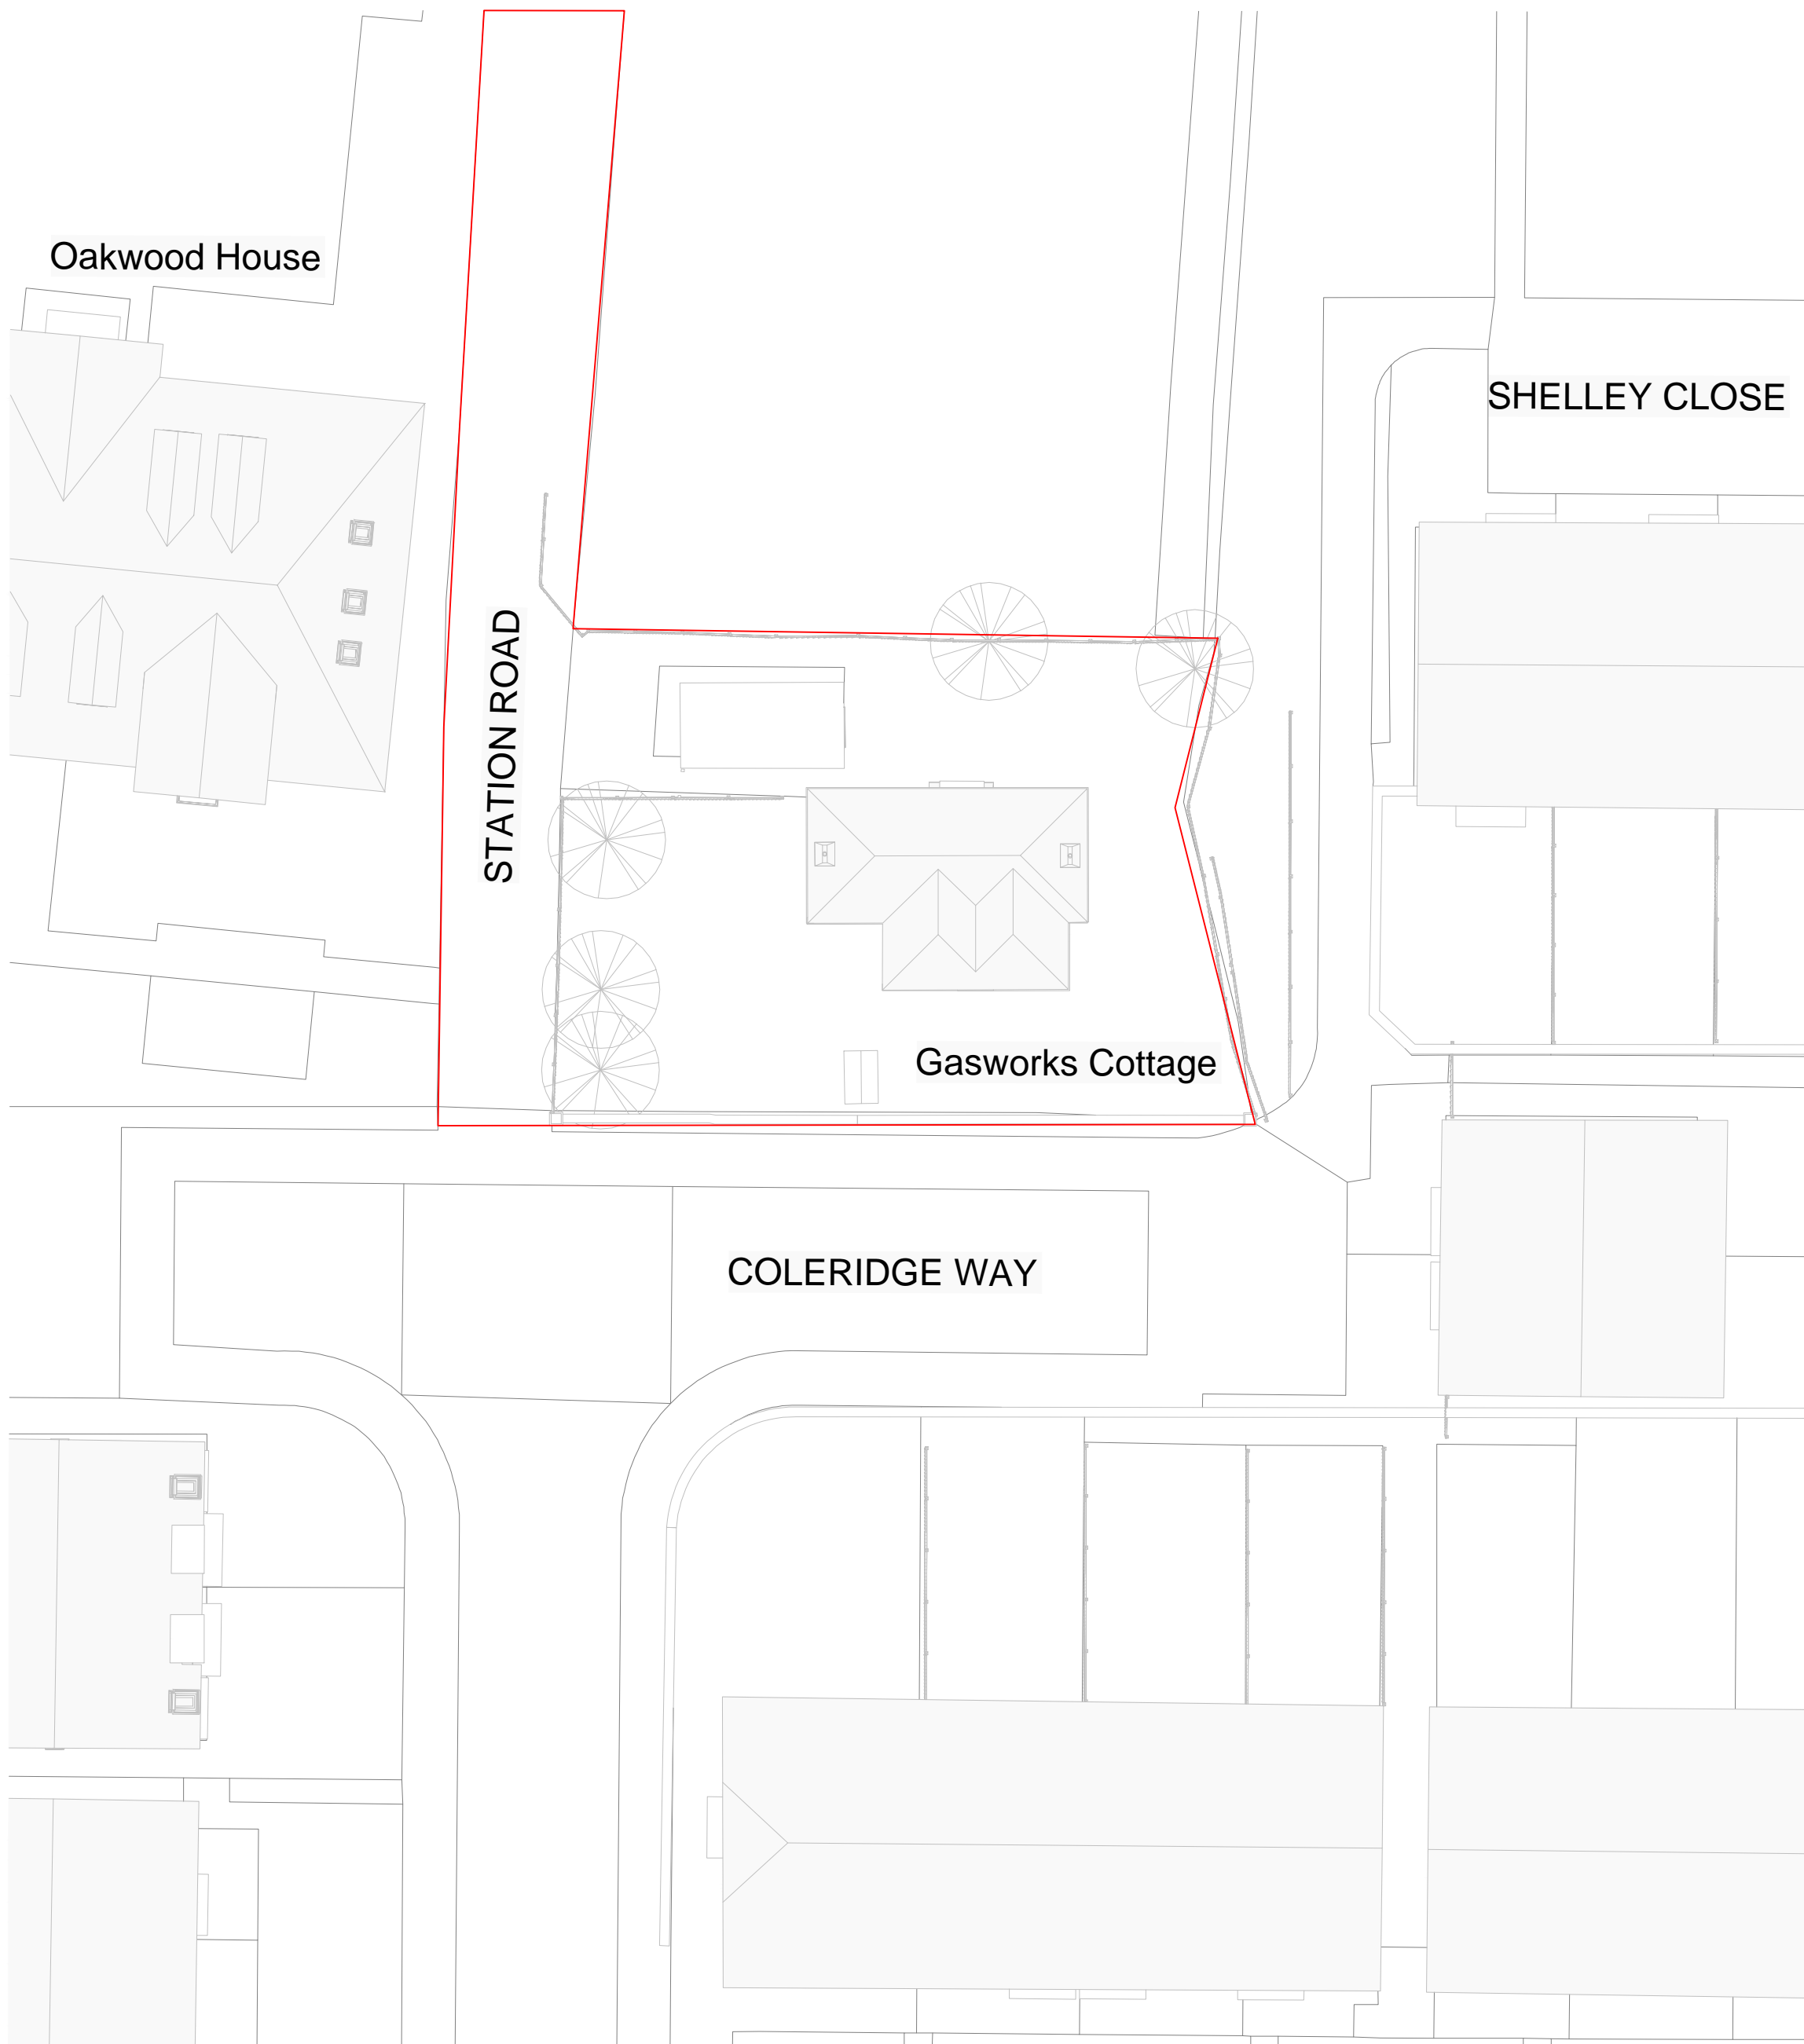 Oakwood House
SHELLEY CLOSE
STATION ROAD
Gasworks Cottage
COLERIDGE WAY